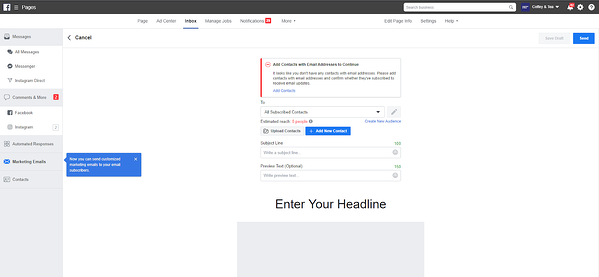 Pages
Search business
Coffey & Tea
Page
Ad Center
Inbox
Manage Jobs
Notifications
More
Edit Page Info
Settings
Help
Messages
All Messages
Messenger
Instagram Direct
Comments & More
2
Facebook
Instagram
2
Automated Responses
Marketing Emails
Contacts
Now you can send customized
marketing emails to your email
subscribers.
Cancel
Save Draft
Send
Add Contacts with Email Addresses to Continue
It looks like you don't have any contacts with email addresses. Please add
contacts with email addresses and confirm whether they've subscribed to
receive email updates.
Add Contacts
To
All Subscribed Contacts
Estimated reach: 0 people
Create New Audience
Upload Contacts
+ Add New Contact
Subject Line
Write a subject line...
Preview Text (Optional)
150
Write preview text...
Enter Your Headline